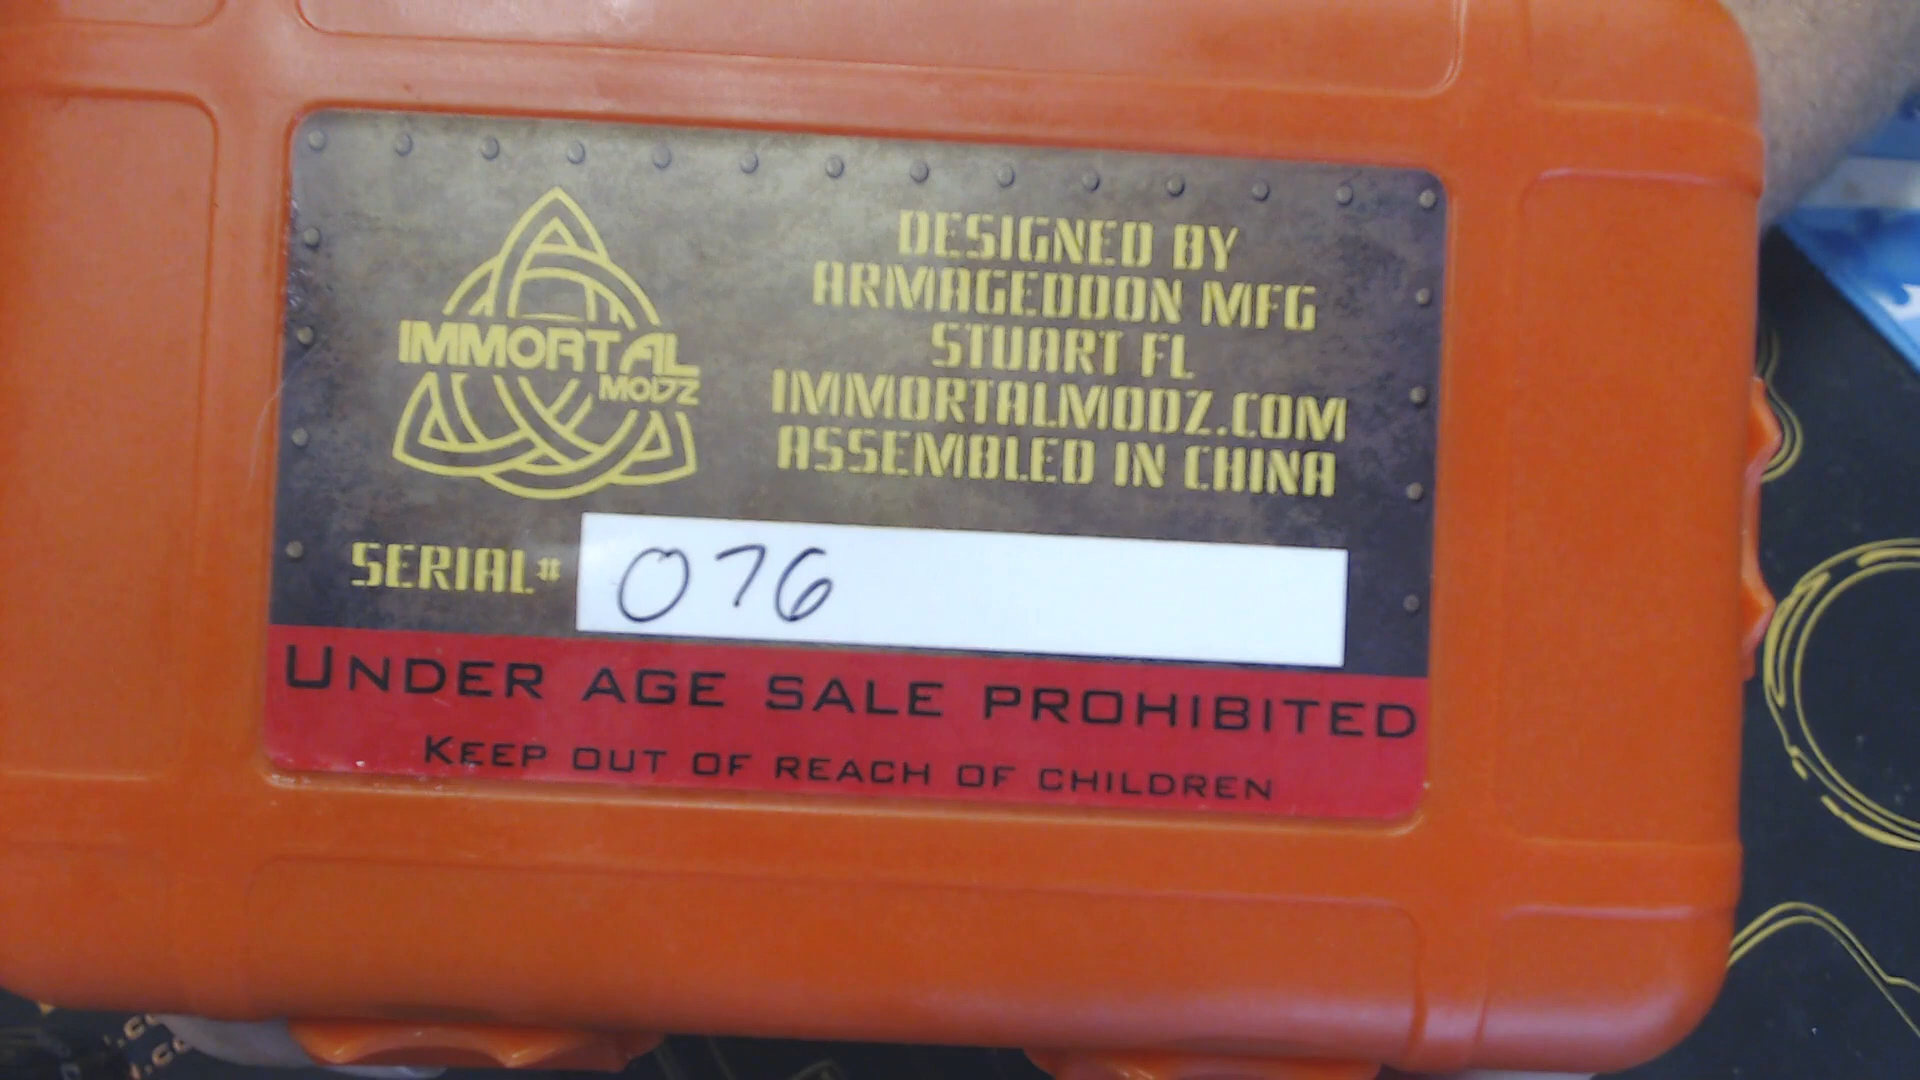 IMMORTAL
MODZ
DESIGNED BY
ARMAGEDDON MFG
STUART FL
IMMORTALMODZ.COM
ASSEMBLED IN CHINA
SERIAL# 076
UNDER AGE SALE PROHIBITED
KEEP OUT OF REACH OF CHILDREN